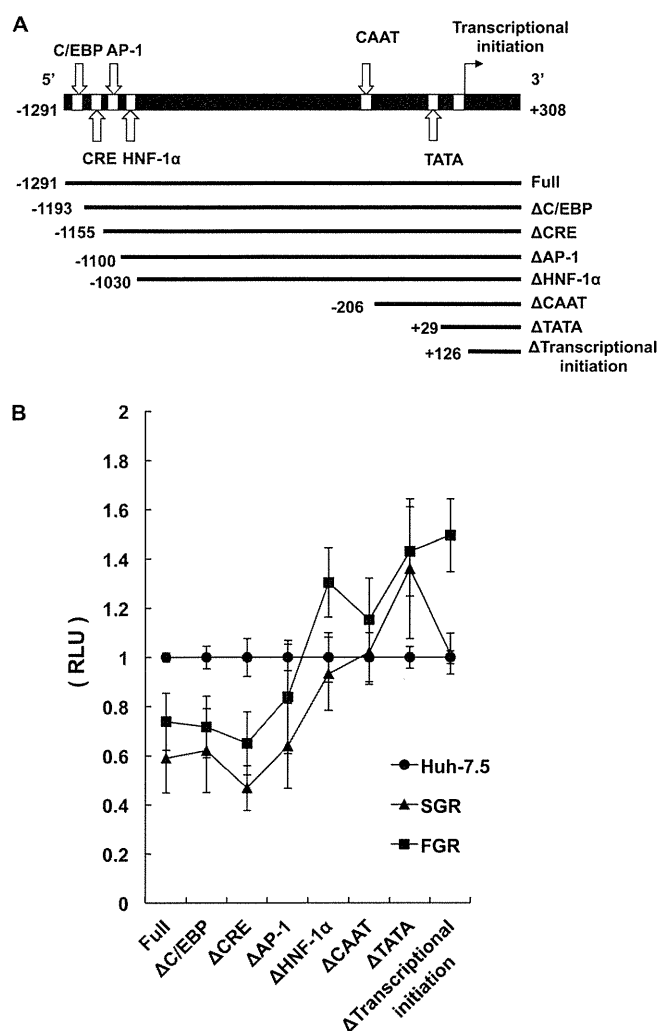 A
Transcriptional
initiation
C/EBP AP-1
CAAT
5'
3'
-1291
+308
CRE HNF-1α
TATA
-1291
Full
-1193
ΔC/EBP
-1155
ΔCRE
-1100
ΔAP-1
-1030
ΔHNF-1α
-206
ΔCAAT
+29
ΔTATA
+126
ΔTranscriptional
initiation
B
2
1.8
1.6
1.4
1.2
1
0.8
0.6
0.4
0.2
0
( RLU )
Huh-7.5
SGR
FGR
Full
ΔC/EBP
ΔCRE
ΔAP-1
ΔHNF-1α
ΔCAAT
ΔTATA
ΔTranscriptional
initiation